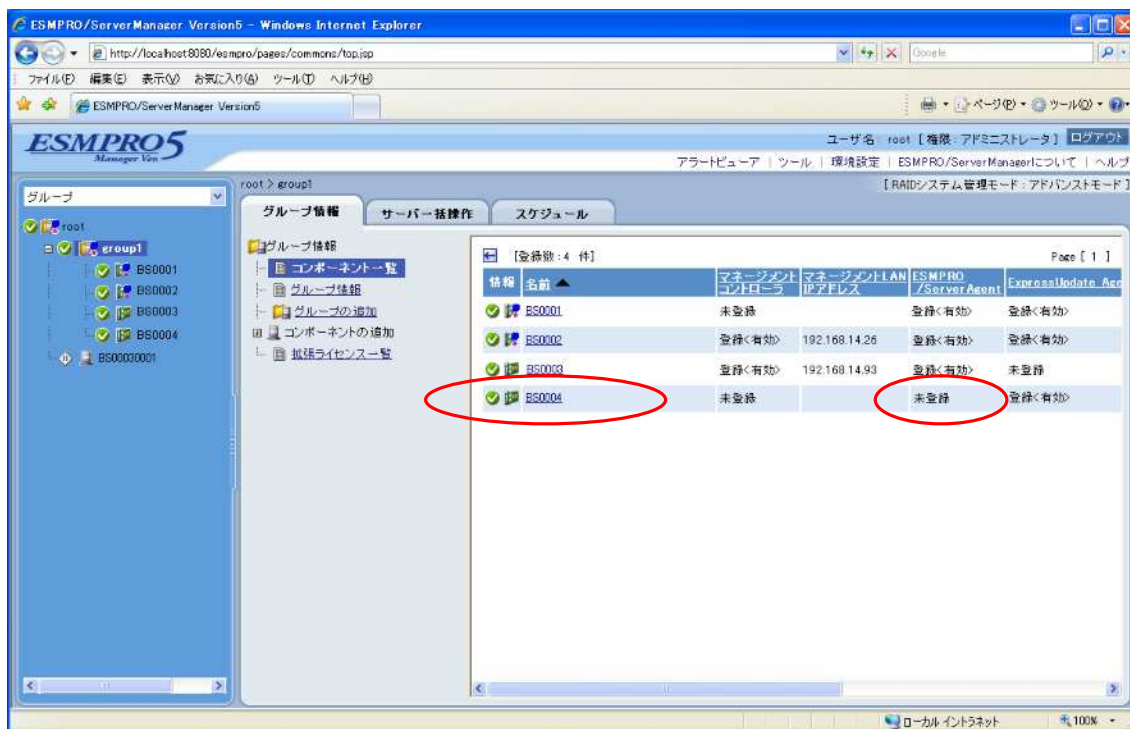 ESMPRO/ServerManager Version5 - Windows Internet Explorer
http://localhost:8080/esmpro/pages/commons/top.jsp
Google
ファイル(F) 編集(E) 表示(V) お気に入り(A) ツール(T) ヘルプ(H)
ESMPRO/ServerManager Version5
ページ(P) ツール(O)
ESMPRO5
Manager Ver
ユーザ名: root [権限:アドミニストレータ] ログアウト
アラートビューア | ツール | 環境設定 | ESMPRO/ServerManagerについて | ヘルプ
グループ
root > group1
[RAIDシステム管理モード:アドバンストモード]
グループ情報 サーバ一括操作 スケジュール
root
group1
BS0001
BS0002
BS0003
BS0004
BS00030001
グループ情報
コンポーネント一覧
グループ情報
グループの追加
コンポーネントの追加
拡張ライセンス一覧
[登録数:4 件] Page [ 1 ]
情報 名前▲ マネージメントコントローラ マネージメントLAN IPアドレス ESMPRO/ServerAgent ExpressUpdate Age
BS0001 未登録 登録<有効> 登録<有効>
BS0002 登録<有効> 192.168.14.26 登録<有効> 登録<有効>
BS0003 登録<有効> 192.168.14.93 登録<有効> 未登録
BS0004 未登録 未登録 登録<有効>
ローカル イントラネット 100%